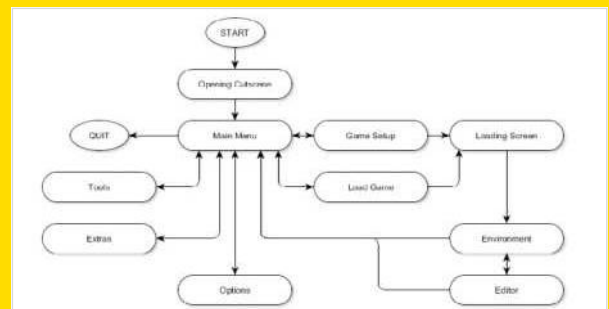 START
Opening Cutscene
QUIT
Main Menu
Game Setup
Loading Screen
Tools
Load Game
Extras
Environment
Options
Editor